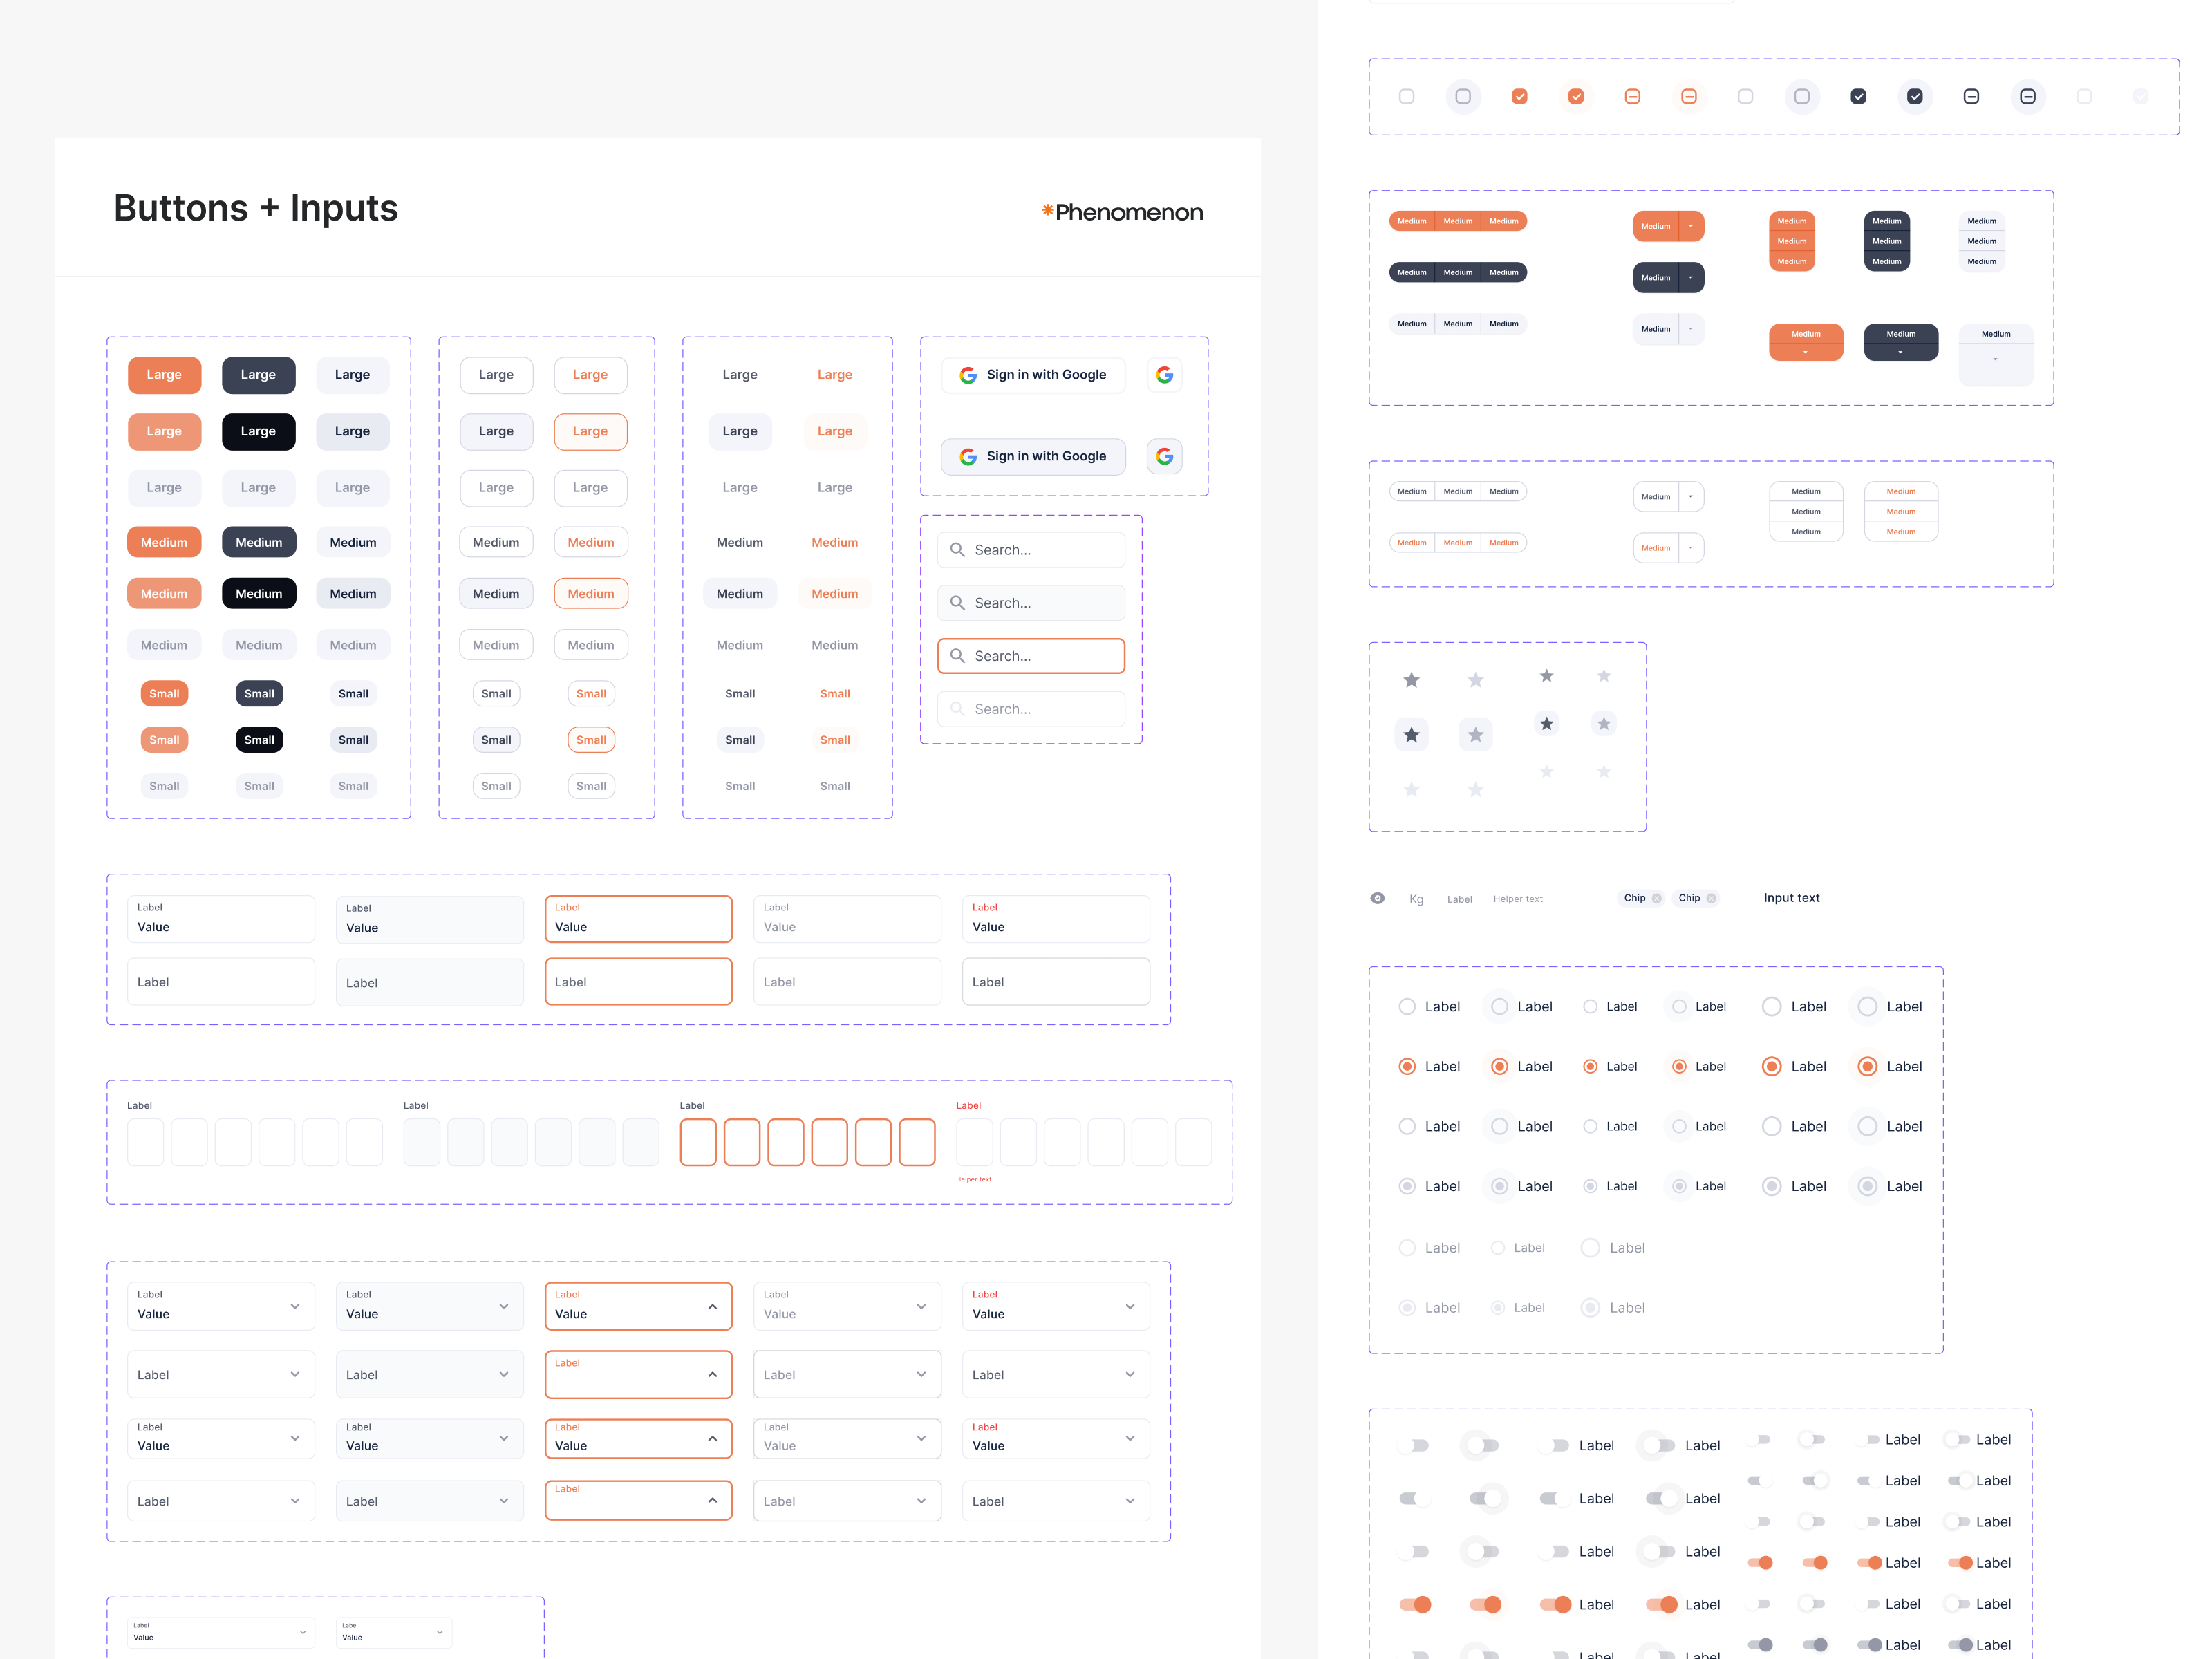 Buttons + Inputs
*Phenomenon
Large Large Large
Large Large Large
Large Large Large
Medium Medium Medium
Medium Medium Medium
Medium Medium Medium
Small Small Small
Small Small Small
Small Small Small
Large Large
Large Large
Large Large
Medium Medium
Medium Medium
Medium Medium
Small Small
Small Small
Small Small
Large Large
Large Large
Large Large
Medium Medium
Medium Medium
Medium Medium
Small Small
Small Small
Small Small
G Sign in with Google G
G Sign in with Google G
Search...
Search...
Search...
Search...
Label Label Label Label Label
Value Value Value Value Value
Label Label Label Label Label
Label Label Label Label
Helper text
Label Label Label Label Label
Value Value Value Value Value
Label Label Label Label Label
Label Label Label Label Label
Value Value Value Value Value
Label Label Label Label Label
Label Label
Value Value
Medium Medium Medium
Medium Medium Medium
Medium Medium Medium
Medium
Medium
Medium
Medium Medium Medium
Medium Medium Medium
Medium Medium Medium
Medium Medium Medium
Medium Medium Medium
Medium Medium Medium
Medium
Medium
Medium Medium
Medium Medium
Medium Medium
Kg Label Helper text Chip Chip Input text
Label Label Label Label Label Label
Label Label Label Label Label Label
Label Label Label Label Label Label
Label Label Label Label Label Label
Label Label Label
Label Label Label
Label Label
Label Label
Label Label
Label Label
Label Label
Label Label
Label Label
Label Label
Label Label
Label Label
Label Label